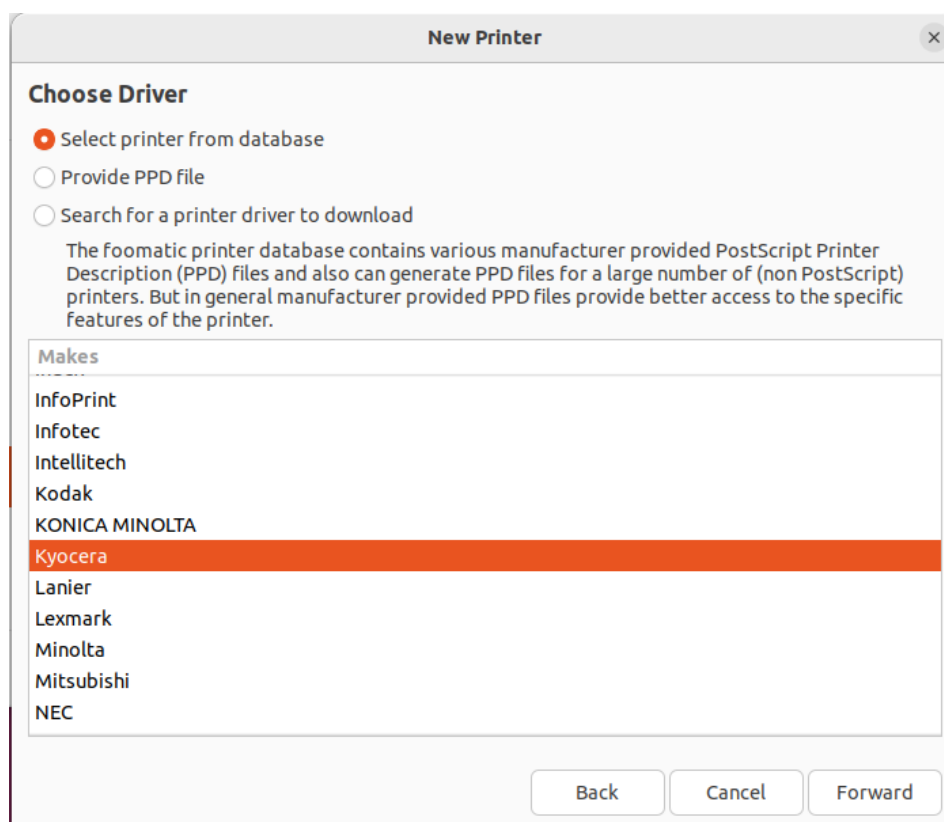 New Printer
Choose Driver
Select printer from database
Provide PPD file
Search for a printer driver to download
The foomatic printer database contains various manufacturer provided PostScript Printer
Description (PPD) files and also can generate PPD files for a large number of (non PostScript)
printers. But in general manufacturer provided PPD files provide better access to the specific
features of the printer.
Makes
InfoPrint
Infotec
Intellitech
Kodak
KONICA MINOLTA
Kyocera
Lanier
Lexmark
Minolta
Mitsubishi
NEC
Back
Cancel
Forward